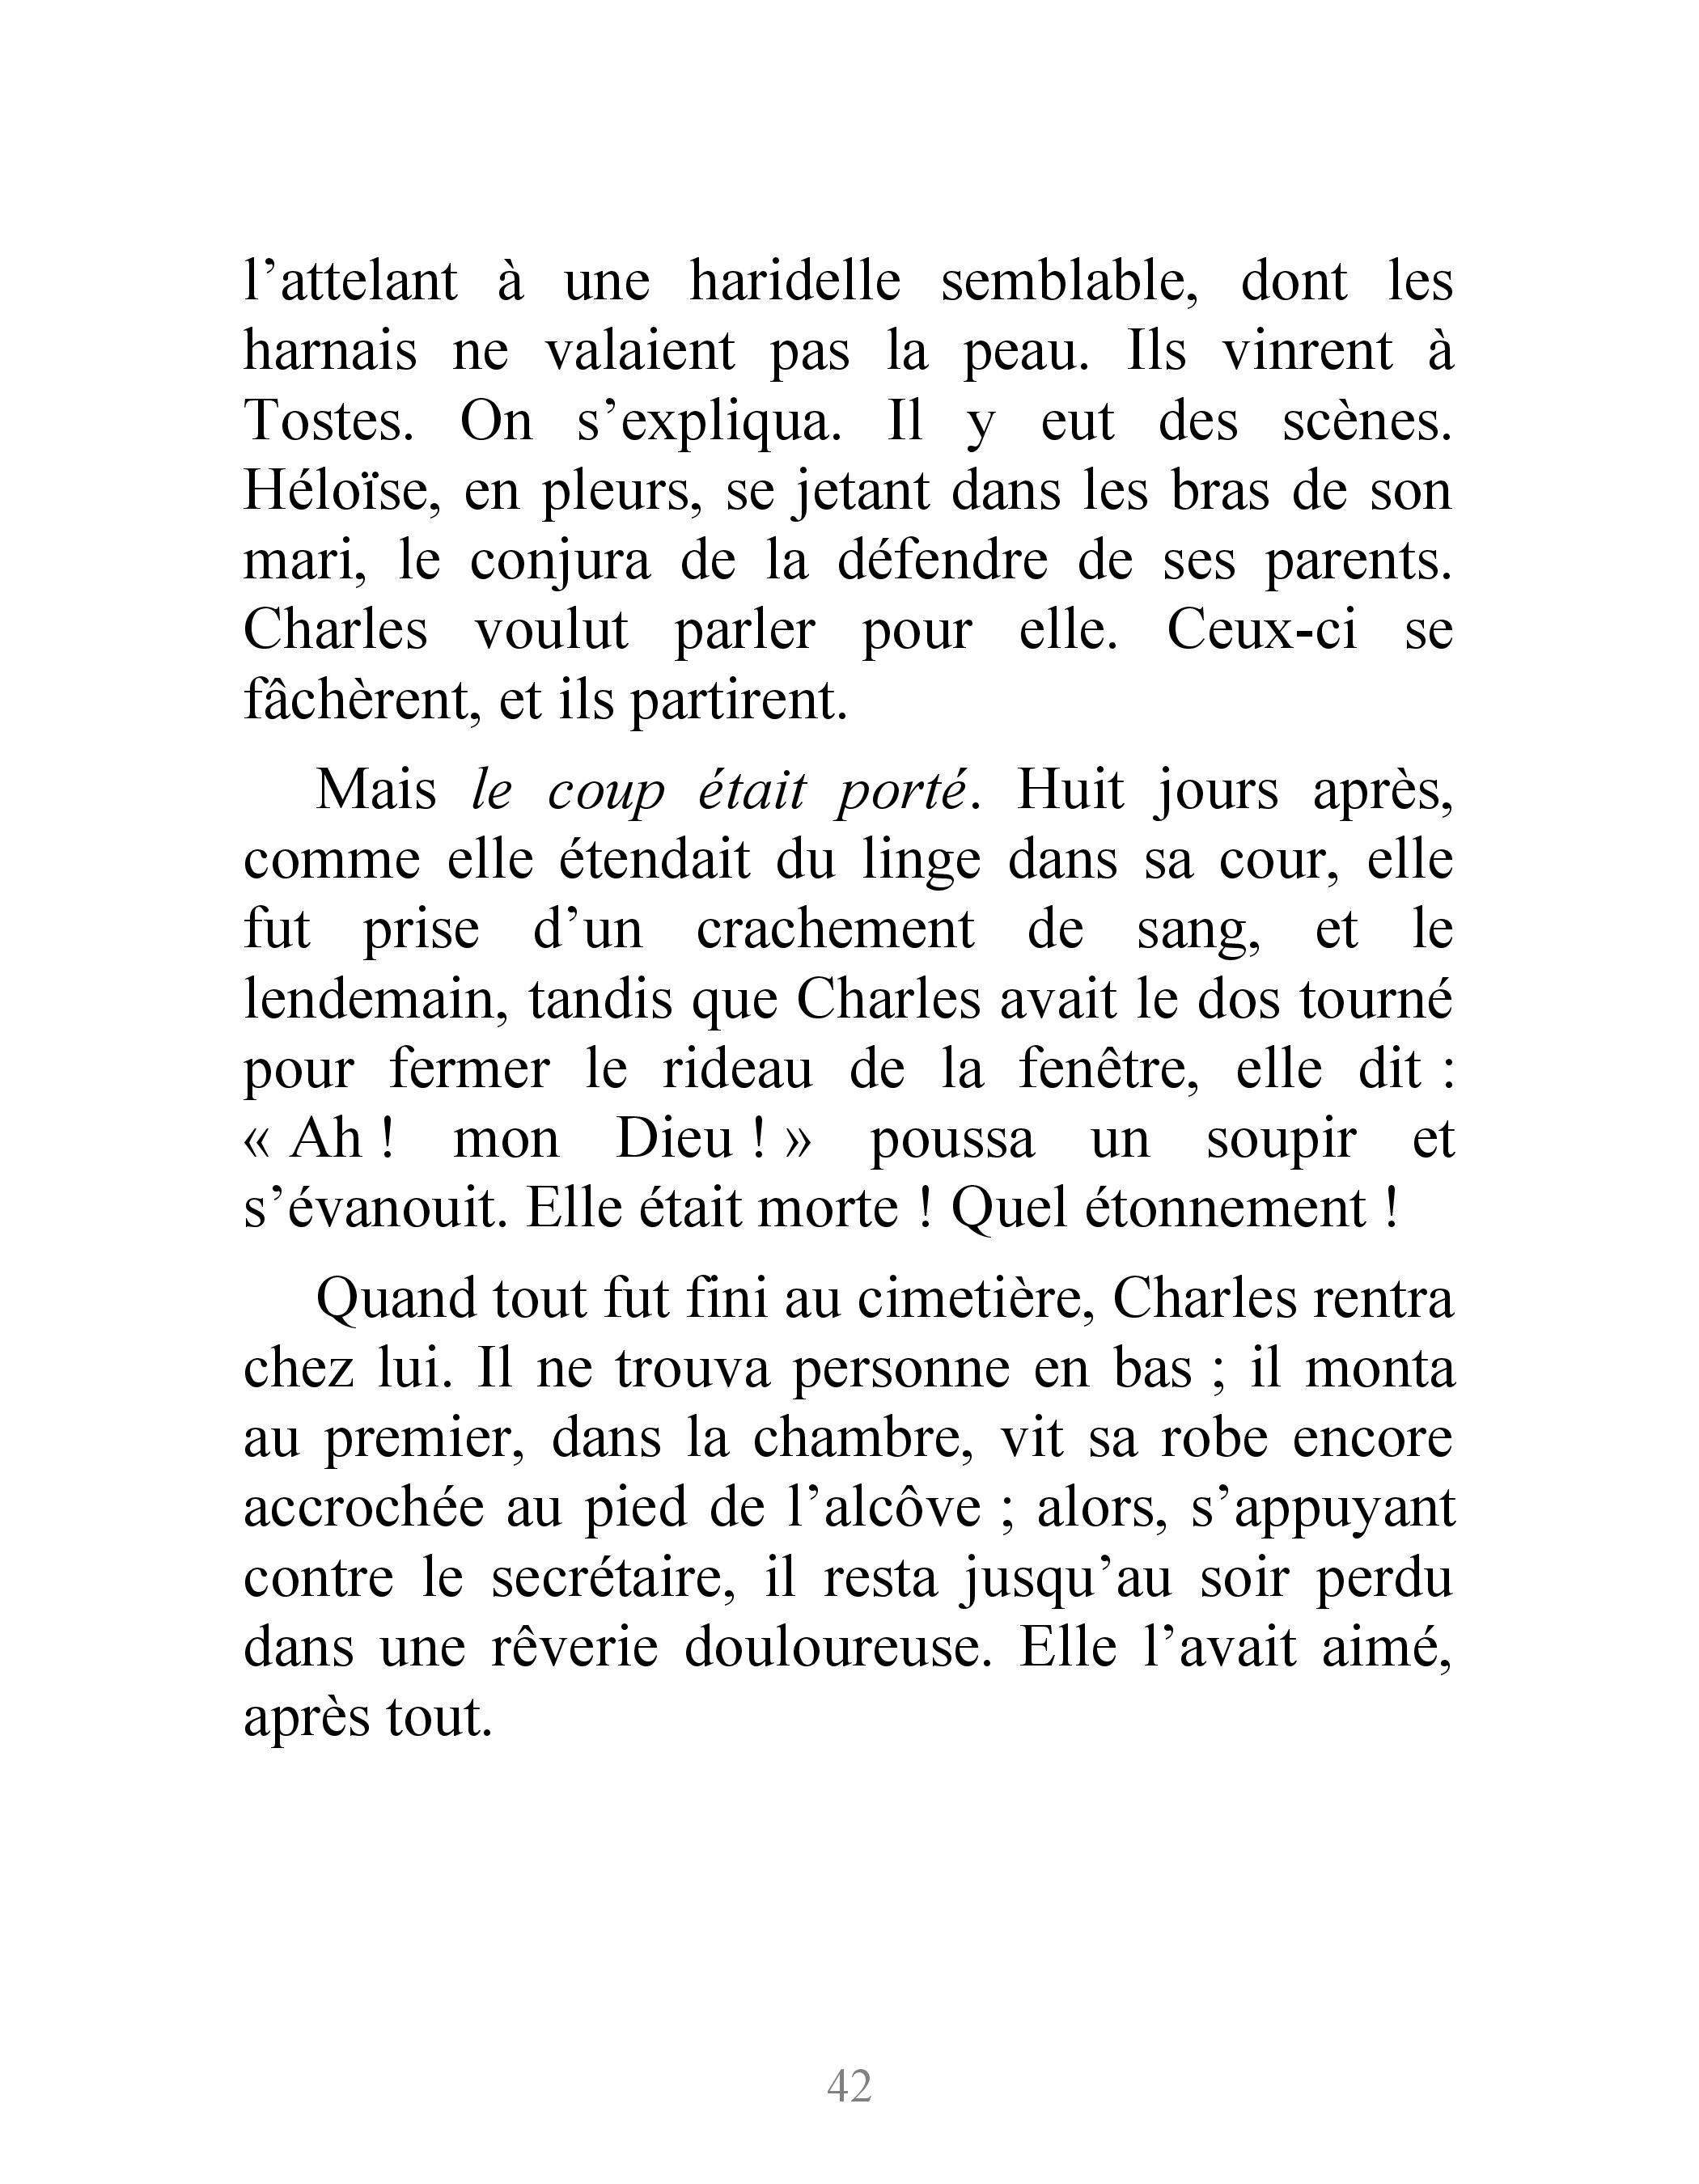 l’attelant à une haridelle semblable, dont les
harnais ne valaient pas la peau. Ils vinrent à
Tostes. On s’expliqua. Il y eut des scènes.
Héloïse, en pleurs, se jetant dans les bras de son
mari, le conjura de la défendre de ses parents.
Charles voulut parler pour elle. Ceux-ci se
fâchèrent, et ils partirent.
Mais le coup était porté. Huit jours après,
comme elle étendait du linge dans sa cour, elle
fut prise d’un crachement de sang, et le
lendemain, tandis que Charles avait le dos tourné
pour fermer le rideau de la fenêtre, elle dit :
« Ah ! mon Dieu ! » poussa un soupir et
s’évanouit. Elle était morte ! Quel étonnement !
Quand tout fut fini au cimetière, Charles rentra
chez lui. Il ne trouva personne en bas ; il monta
au premier, dans la chambre, vit sa robe encore
accrochée au pied de l’alcôve ; alors, s’appuyant
contre le secrétaire, il resta jusqu’au soir perdu
dans une rêverie douloureuse. Elle l’avait aimé,
après tout.
42